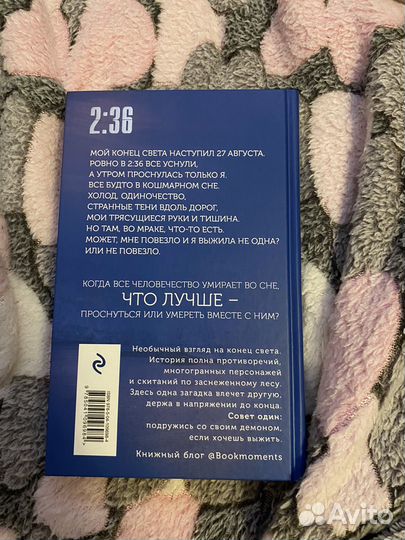 2:36
МОЙ КОНЕЦ СВЕТА НАСТУПИЛ 27 АВГУСТА.
РОВНО В 2:36 ВСЕ УСНУЛИ,
А УТРОМ ПРОСНУЛАСЬ ТОЛЬКО Я.
ВСЕ БУДТО В КОШМАРНОМ СНЕ.
ХОЛОД, ОДИНОЧЕСТВО,
СТРАННЫЕ ТЕНИ ВДОЛЬ ДОРОГ,
МОИ ТРЯСУЩИЕСЯ РУКИ И ТИШИНА.
НО ТАМ, ВО МРАКЕ, ЧТО-ТО ЕСТЬ.
МОЖЕТ, МНЕ ПОВЕЗЛО И Я ВЫЖИЛА НЕ ОДНА?
ИЛИ НЕ ПОВЕЗЛО.
КОГДА ВСЕ ЧЕЛОВЕЧЕСТВО УМИРАЕТ ВО СНЕ,
ЧТО ЛУЧШЕ –
ПРОСНУТЬСЯ ИЛИ УМЕРЕТЬ ВМЕСТЕ С НИМ?
Необычный взгляд на конец света.
История полна противоречий,
многогранных персонажей
и скитаний по заснеженному лесу.
Здесь одна загадка влечет другую,
держа в напряжении до конца.
Совет один:
подружись со своим демоном,
если хочешь выжить.
Книжный блог @Bookmoments
Avito